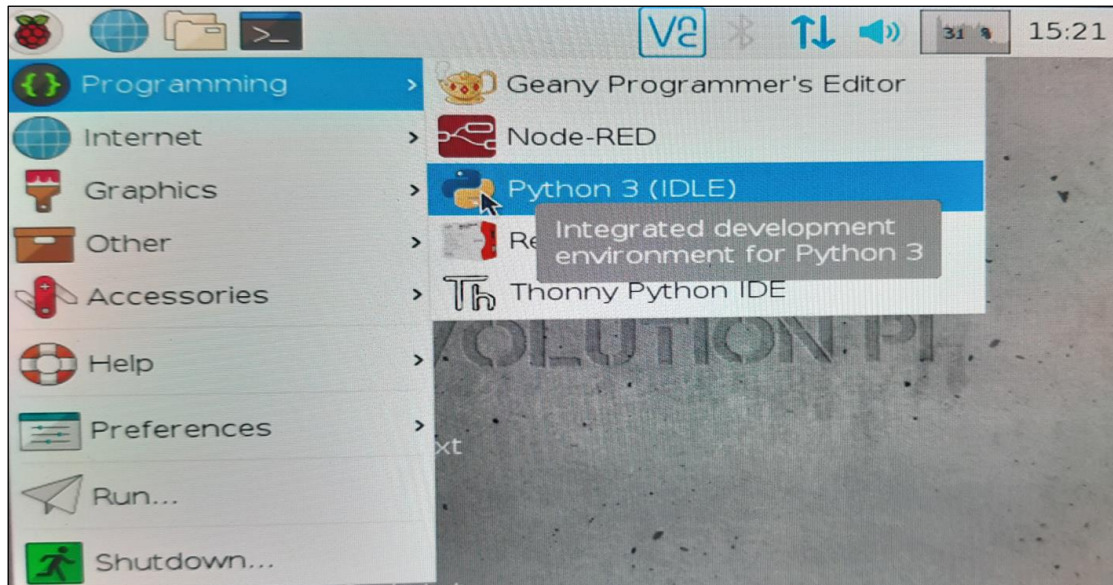 V2
31 %
15:21
Programming
Internet
Graphics
Other
Accessories
Help
Preferences
Run...
Shutdown...
Geany Programmer's Editor
Node-RED
Python 3 (IDLE)
Re
Integrated development
environment for Python 3
Th Thonny Python IDE
VOLUTION PI
xt